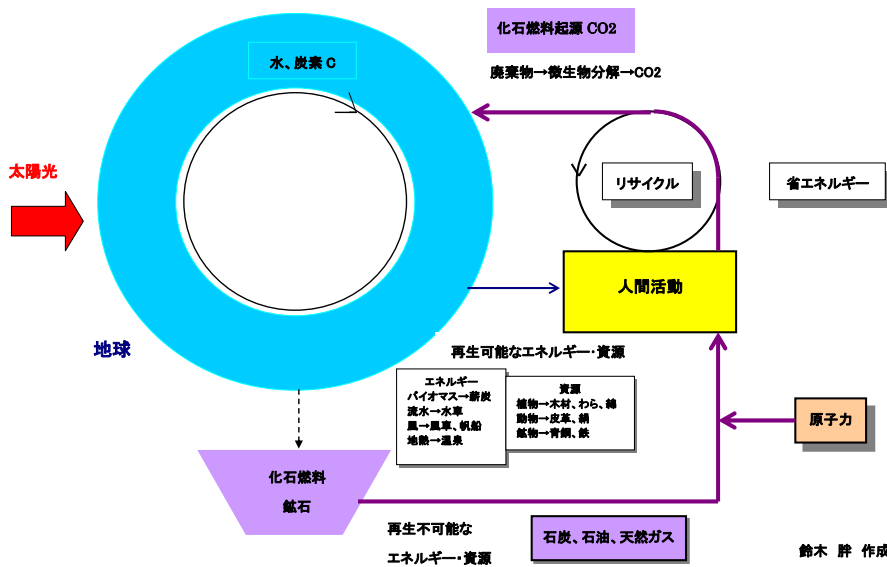 化石燃料起源 CO2
水、炭素 C
廃棄物→微生物分解→CO2
太陽光
リサイクル
省エネルギー
人間活動
地球
再生可能なエネルギー・資源
エネルギー
バイオマス→薪炭
流水→水車
風→風車、帆船
地熱→温泉
資源
植物→木材、わら、綿
動物→皮革、絹
鉱物→青銅、鉄
原子力
化石燃料
鉱石
再生不可能な
エネルギー・資源
石炭、石油、天然ガス
鈴木 胖 作成